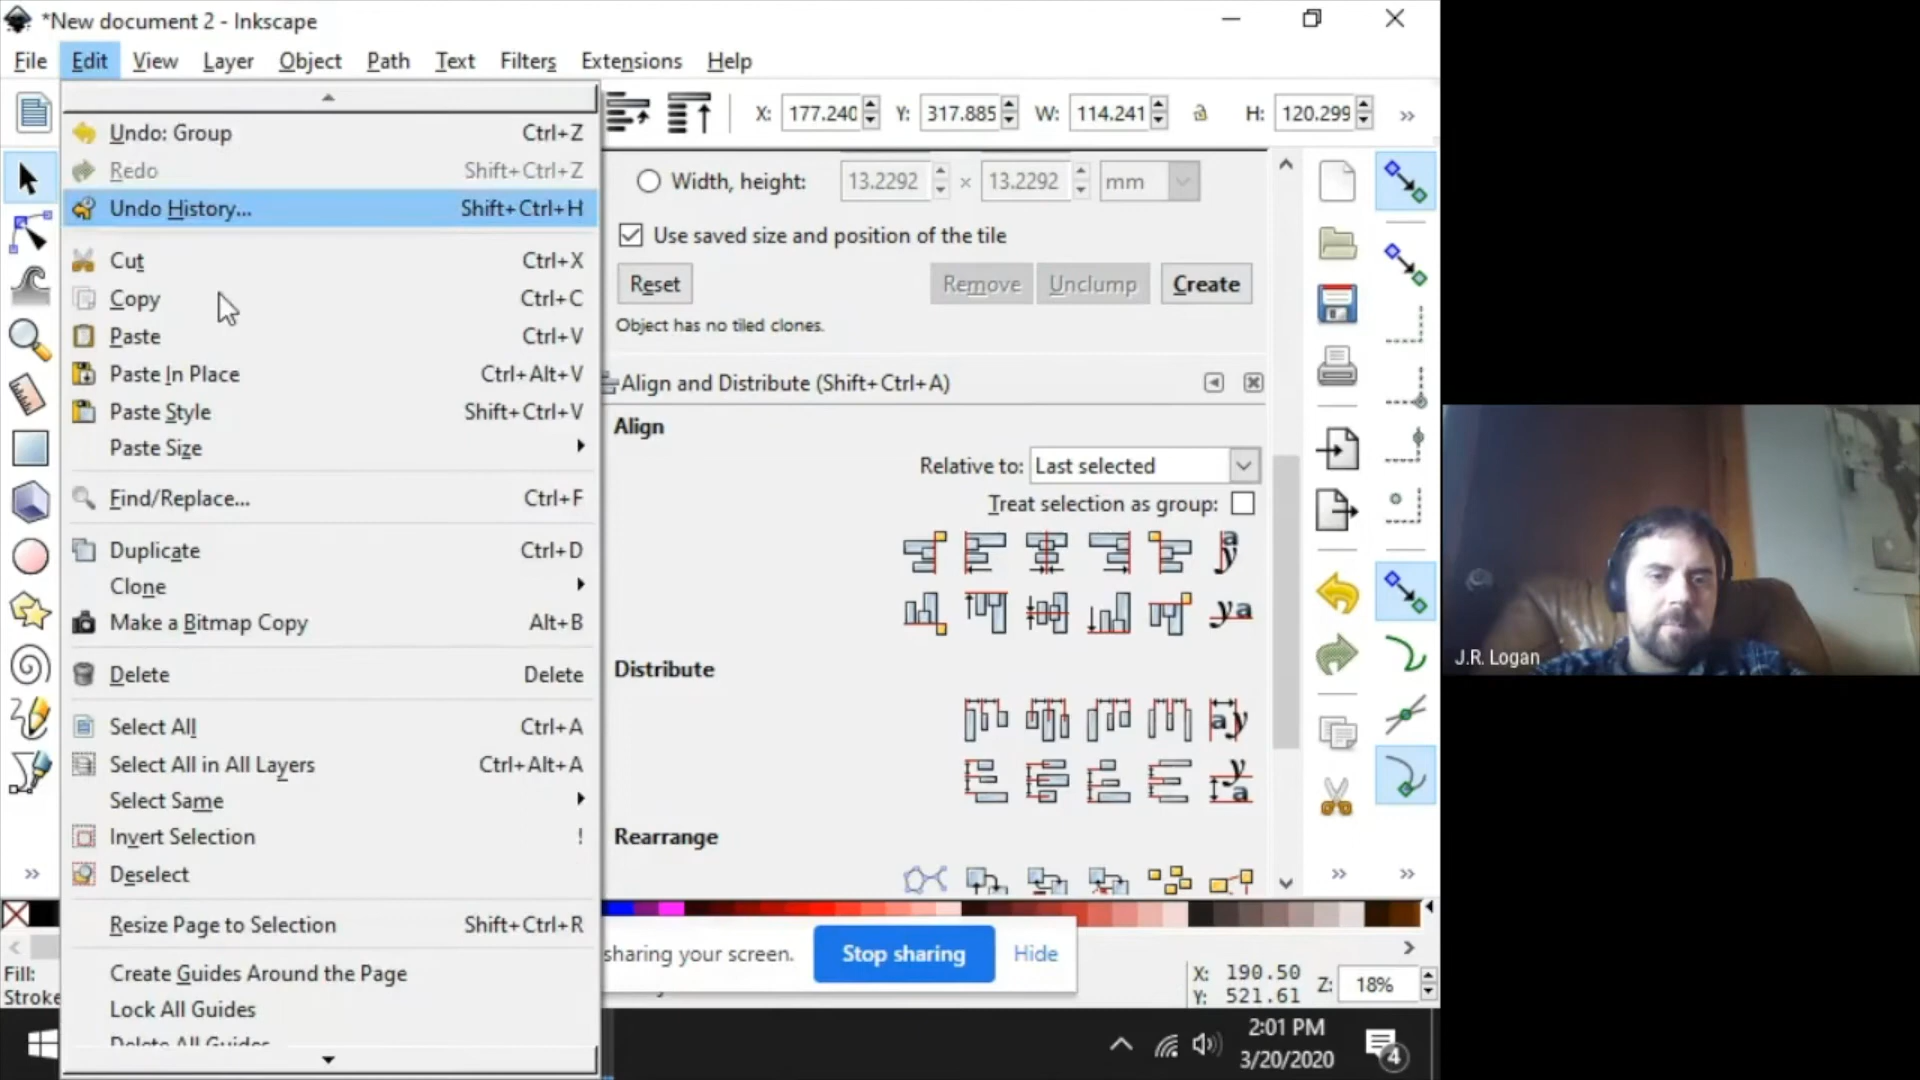 *New document 2 - Inkscape
File Edit View Layer Object Path Text Filters Extensions Help
X: 177.240 Y: 317.885 W: 114.241 H: 120.299
Undo: Group Ctrl+Z
Redo Shift+Ctrl+Z
Undo History... Shift+Ctrl+H
Cut Ctrl+X
Copy Ctrl+C
Paste Ctrl+V
Paste In Place Ctrl+Alt+V
Paste Style Shift+Ctrl+V
Paste Size
Find/Replace... Ctrl+F
Duplicate Ctrl+D
Clone
Make a Bitmap Copy Alt+B
Delete Delete
Select All Ctrl+A
Select All in All Layers Ctrl+Alt+A
Select Same
Invert Selection !
Deselect
Resize Page to Selection Shift+Ctrl+R
Create Guides Around the Page
Lock All Guides
Delete All Guides
Width, height: 13.2292 × 13.2292 mm
Use saved size and position of the tile
Reset Remove Unclump Create
Object has no tiled clones.
Align and Distribute (Shift+Ctrl+A)
Align
Relative to: Last selected
Treat selection as group:
Distribute
Rearrange
sharing your screen. Stop sharing Hide
Fill:
Stroke
X: 190.50
Y: 521.61
Z: 18%
2:01 PM
3/20/2020
4
J.R. Logan